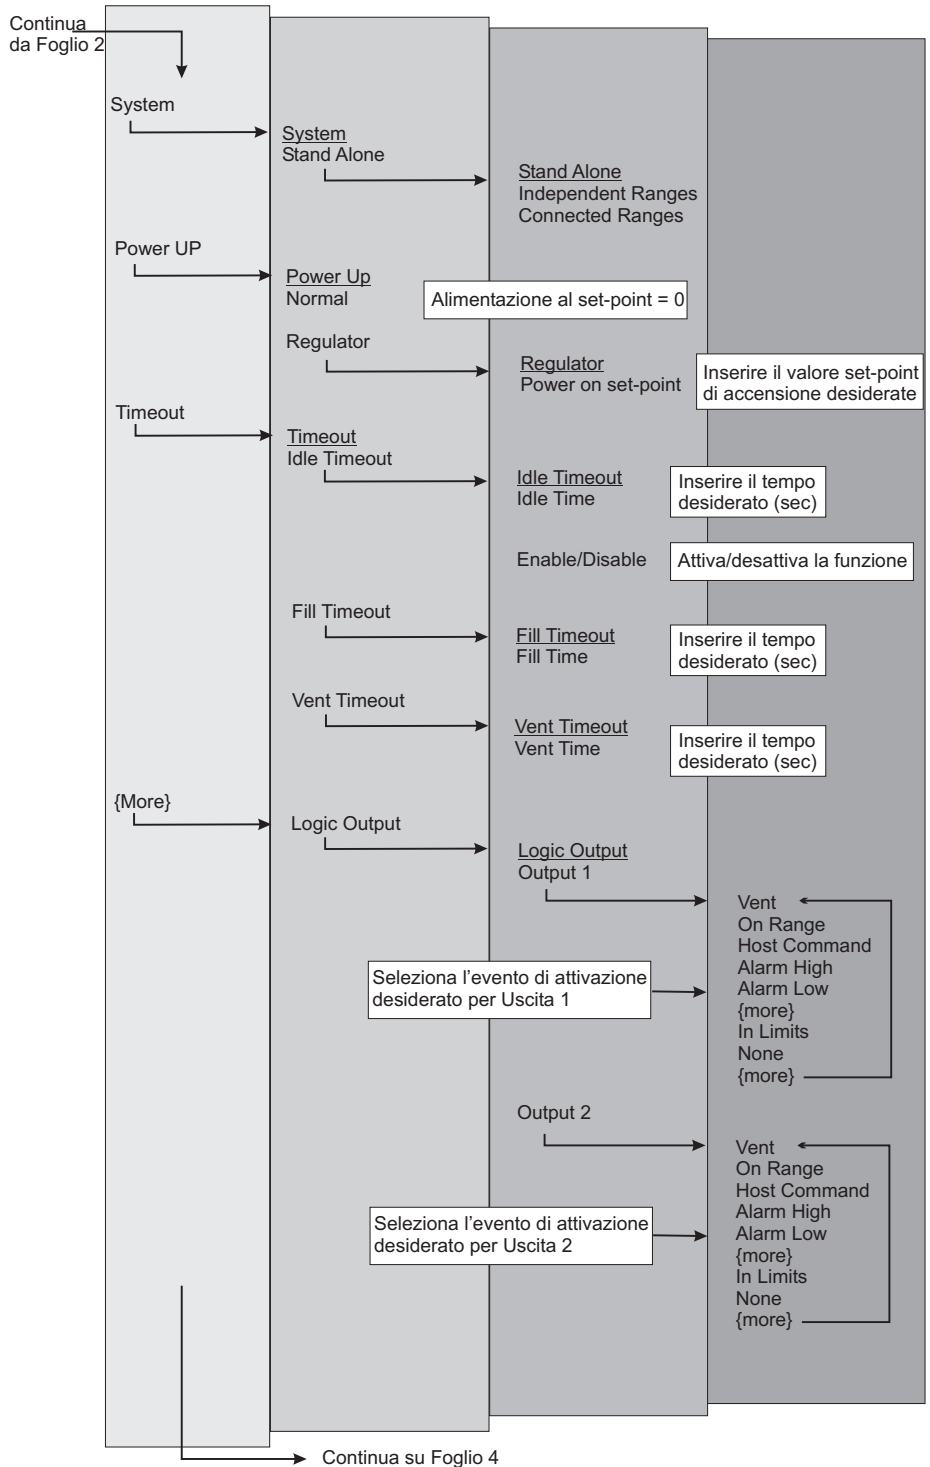 Continua
da Foglio 2
System
System
Stand Alone
Stand Alone
Independent Ranges
Connected Ranges
Power UP
Power Up
Normal
Alimentazione al set-point = 0
Regulator
Regulator
Power on set-point
Inserire il valore set-point
di accensione desiderate
Timeout
Timeout
Idle Timeout
Idle Timeout
Idle Time
Inserire il tempo
desiderato (sec)
Enable/Disable
Attiva/desattiva la funzione
Fill Timeout
Fill Timeout
Fill Time
Inserire il tempo
desiderato (sec)
Vent Timeout
Vent Timeout
Vent Time
Inserire il tempo
desiderato (sec)
{More}
Logic Output
Logic Output
Output 1
Vent
On Range
Host Command
Alarm High
Alarm Low
{more}
In Limits
None
{more}
Seleziona l'evento di attivazione
desiderato per Uscita 1
Output 2
Vent
On Range
Host Command
Alarm High
Alarm Low
{more}
In Limits
None
{more}
Seleziona l'evento di attivazione
desiderato per Uscita 2
Continua su Foglio 4